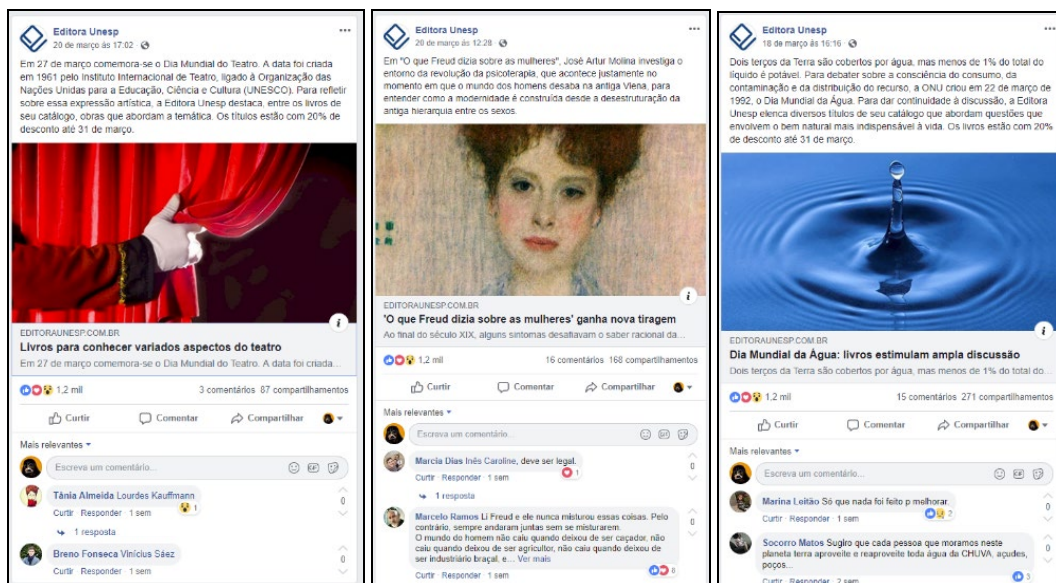 Editora Unesp
20 de março às 17:02
Em 27 de março comemora-se o Dia Mundial do Teatro. A data foi criada
em 1961 pelo Instituto Internacional de Teatro, ligado à Organização das
Nações Unidas para a Educação, Ciência e Cultura (UNESCO). Para refletir
sobre essa expressão artística, a Editora Unesp destaca, entre os livros de
seu catálogo, obras que abordam a temática. Os títulos estão com 20% de
desconto até 31 de março.
EDITORAUNESP.COM.BR
Livros para conhecer variados aspectos do teatro
Em 27 de março comemora-se o Dia Mundial do Teatro. A data foi criada...
1,2 mil
3 comentários 87 compartilhamentos
Curtir Comentar Compartilhar
Mais relevantes
Escreva um comentário...
GIF
Tânia Almeida Lourdes Kauffmann
1
0
Curtir · Responder · 1 sem
1 resposta
Breno Fonseca Vinícius Sáez
0
Curtir · Responder · 1 sem
Editora Unesp
20 de março às 12:28
Em "O que Freud dizia sobre as mulheres", José Artur Molina investiga o
entorno da revolução da psicoterapia, que acontece justamente no
momento em que o mundo dos homens desaba na antiga Viena, para
entender como a modernidade é construída desde a desestruturação da
antiga hierarquia entre os sexos.
EDITORAUNESP.COM.BR
'O que Freud dizia sobre as mulheres' ganha nova tiragem
Ao final do século XIX, alguns sintomas desafiavam o saber racional da...
1,2 mil
16 comentários 168 compartilhamentos
Curtir Comentar Compartilhar
Mais relevantes
Escreva um comentário...
GIF
Marcia Dias Inês Caroline, deve ser legal.
1
0
Curtir · Responder · 1 sem
1 resposta
Marcelo Ramos Li Freud e ele nunca misturou essas coisas. Pelo
contrário, sempre andaram juntas sem se misturarem.
O mundo do homem não caiu quando deixou de ser caçador, não
caiu quando deixou de ser agricultor, não caiu quando deixou de
ser industriário braçal, e... Ver mais
0
Curtir · Responder · 1 sem
Editora Unesp
18 de março às 16:16
Dois terços da Terra são cobertos por água, mas menos de 1% do total do
líquido é potável. Para debater sobre a consciência do consumo, da
contaminação e da distribuição do recurso, a ONU criou em 22 de março de
1992, o Dia Mundial da Água. Para dar continuidade à discussão, a Editora
Unesp elenca diversos títulos de seu catálogo que abordam questões que
envolvem o bem natural mais indispensável à vida. Os livros estão com 20%
de desconto até 31 de março.
EDITORAUNESP.COM.BR
Dia Mundial da Água: livros estimulam ampla discussão
Dois terços da Terra são cobertos por água, mas menos de 1% do total do...
1,2 mil
15 comentários 271 compartilhamentos
Curtir Comentar Compartilhar
Mais relevantes
Escreva um comentário...
GIF
Marina Leitão Só que nada foi feito p melhorar.
2
0
Curtir · Responder · 1 sem
Socorro Matos Sugiro que cada pessoa que moramos neste
planeta terra aproveite e reaproveite toda água da CHUVA, açudes,
poços...
0
Curtir · Responder · 2 sem